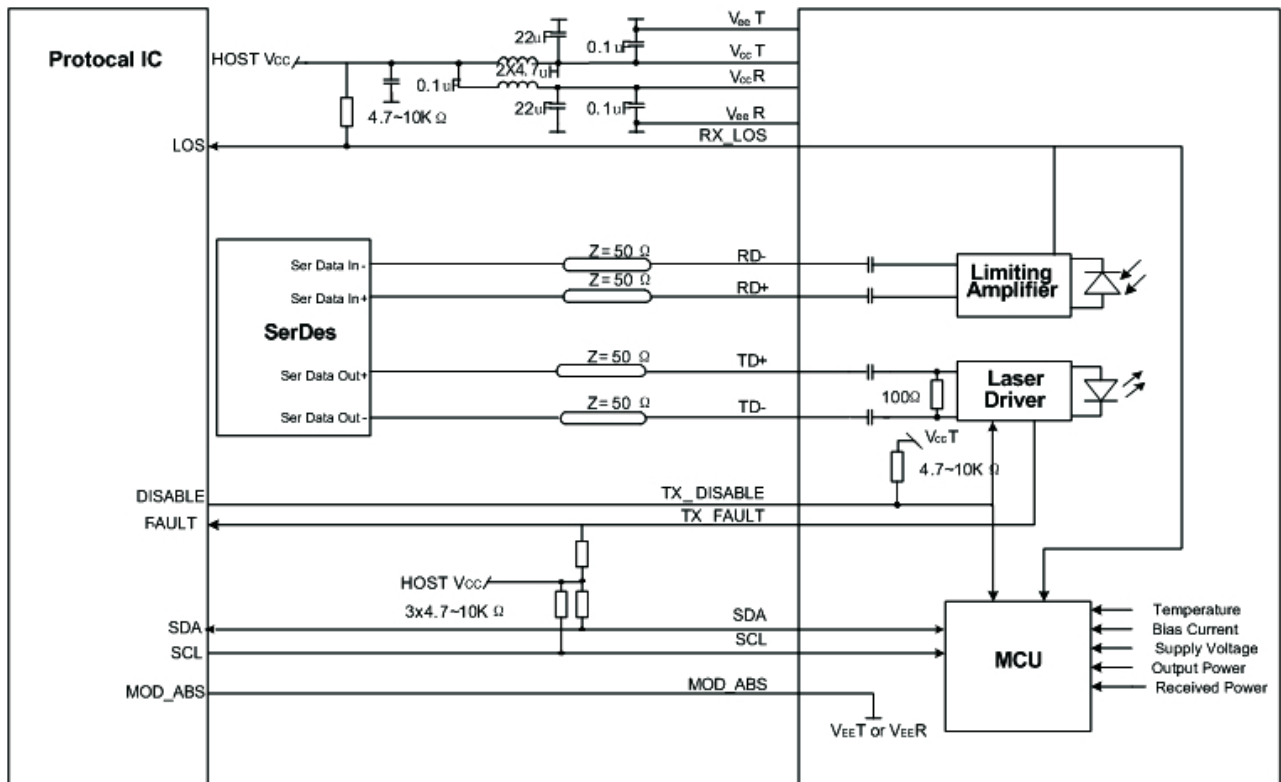 Protocal IC
HOST Vcc
22uF
0.1uF
2X4.7uH
0.1uF
4.7~10K Ω
22uF
0.1uF
VeeT
VccT
VccR
VeeR
LOS
RX_LOS
SerDes
Ser Data In-
Ser Data In+
Ser Data Out+
Ser Data Out-
Z= 50 Ω
Z= 50 Ω
Z= 50 Ω
Z= 50 Ω
RD-
RD+
TD+
TD-
Limiting
Amplifier
100Ω
Laser
Driver
VccT
4.7~10K Ω
DISABLE
TX_DISABLE
FAULT
TX_FAULT
HOST Vcc
3x4.7~10K Ω
SDA
SDA
SCL
SCL
MOD_ABS
MOD_ABS
VEET or VEER
MCU
Temperature
Bias Current
Supply Voltage
Output Power
Received Power